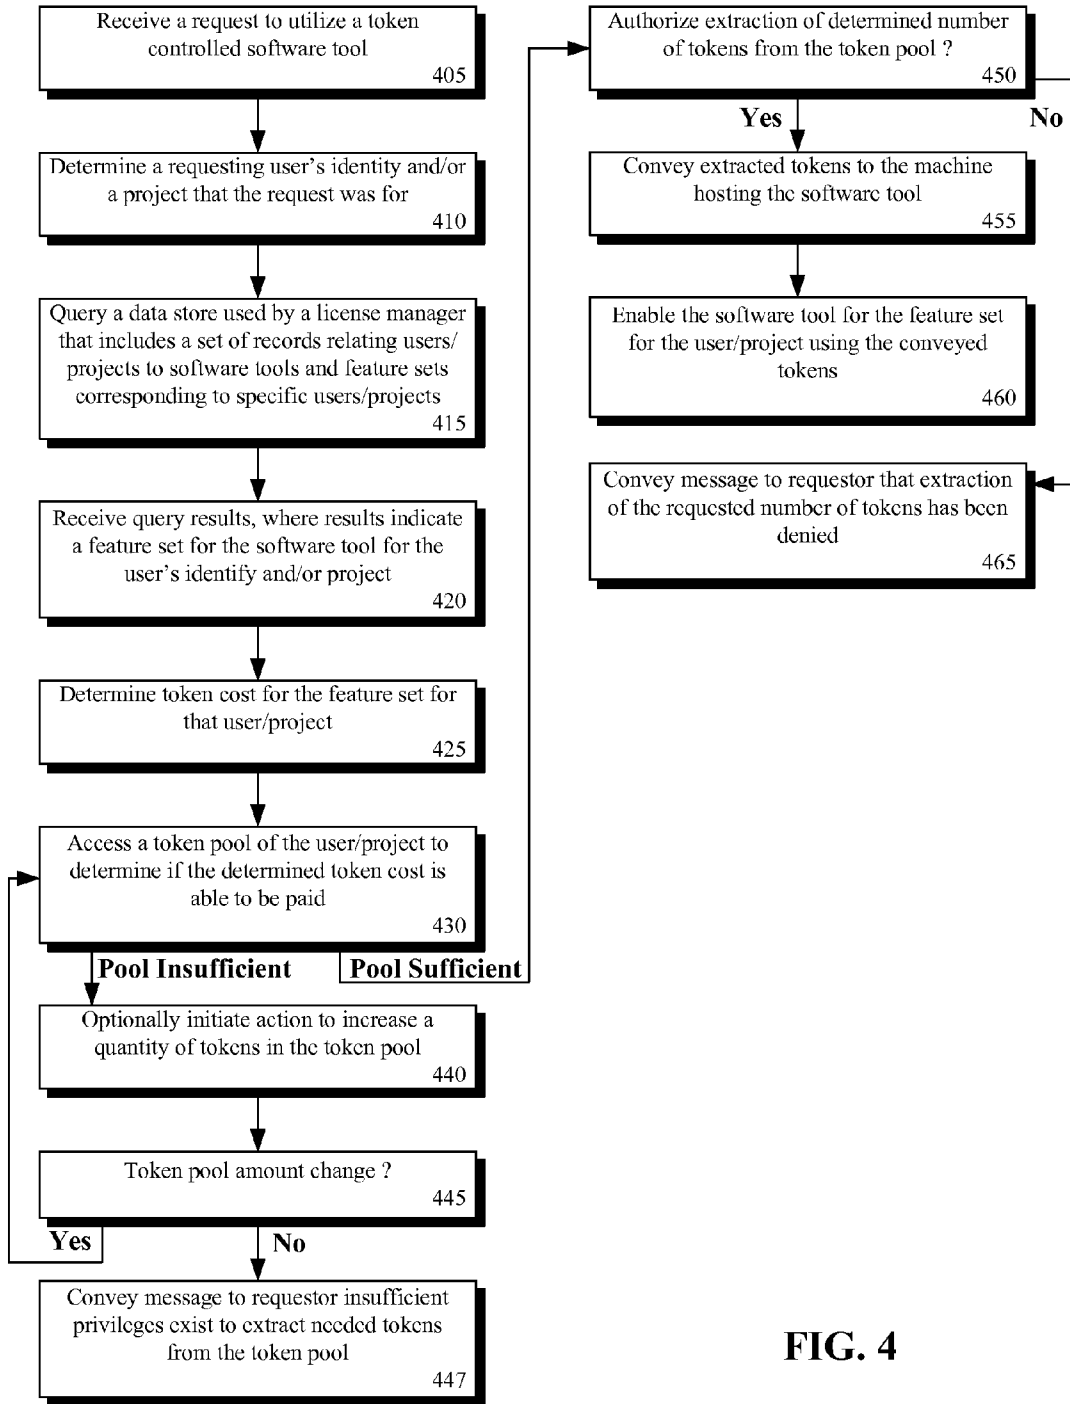 Receive a request to utilize a token
controlled software tool
405
Determine a requesting user's identity and/or
a project that the request was for
410
Query a data store used by a license manager
that includes a set of records relating users/
projects to software tools and feature sets
corresponding to specific users/projects
415
Receive query results, where results indicate
a feature set for the software tool for the
user's identify and/or project
420
Determine token cost for the feature set for
that user/project
425
Access a token pool of the user/project to
determine if the determined token cost is
able to be paid
430
Pool Insufficient
Pool Sufficient
Optionally initiate action to increase a
quantity of tokens in the token pool
440
Token pool amount change ?
445
Yes
No
Convey message to requestor insufficient
privileges exist to extract needed tokens
from the token pool
447
Authorize extraction of determined number
of tokens from the token pool ?
450
Yes
No
Convey extracted tokens to the machine
hosting the software tool
455
Enable the software tool for the feature set
for the user/project using the conveyed
tokens
460
Convey message to requestor that extraction
of the requested number of tokens has been
denied
465
FIG. 4